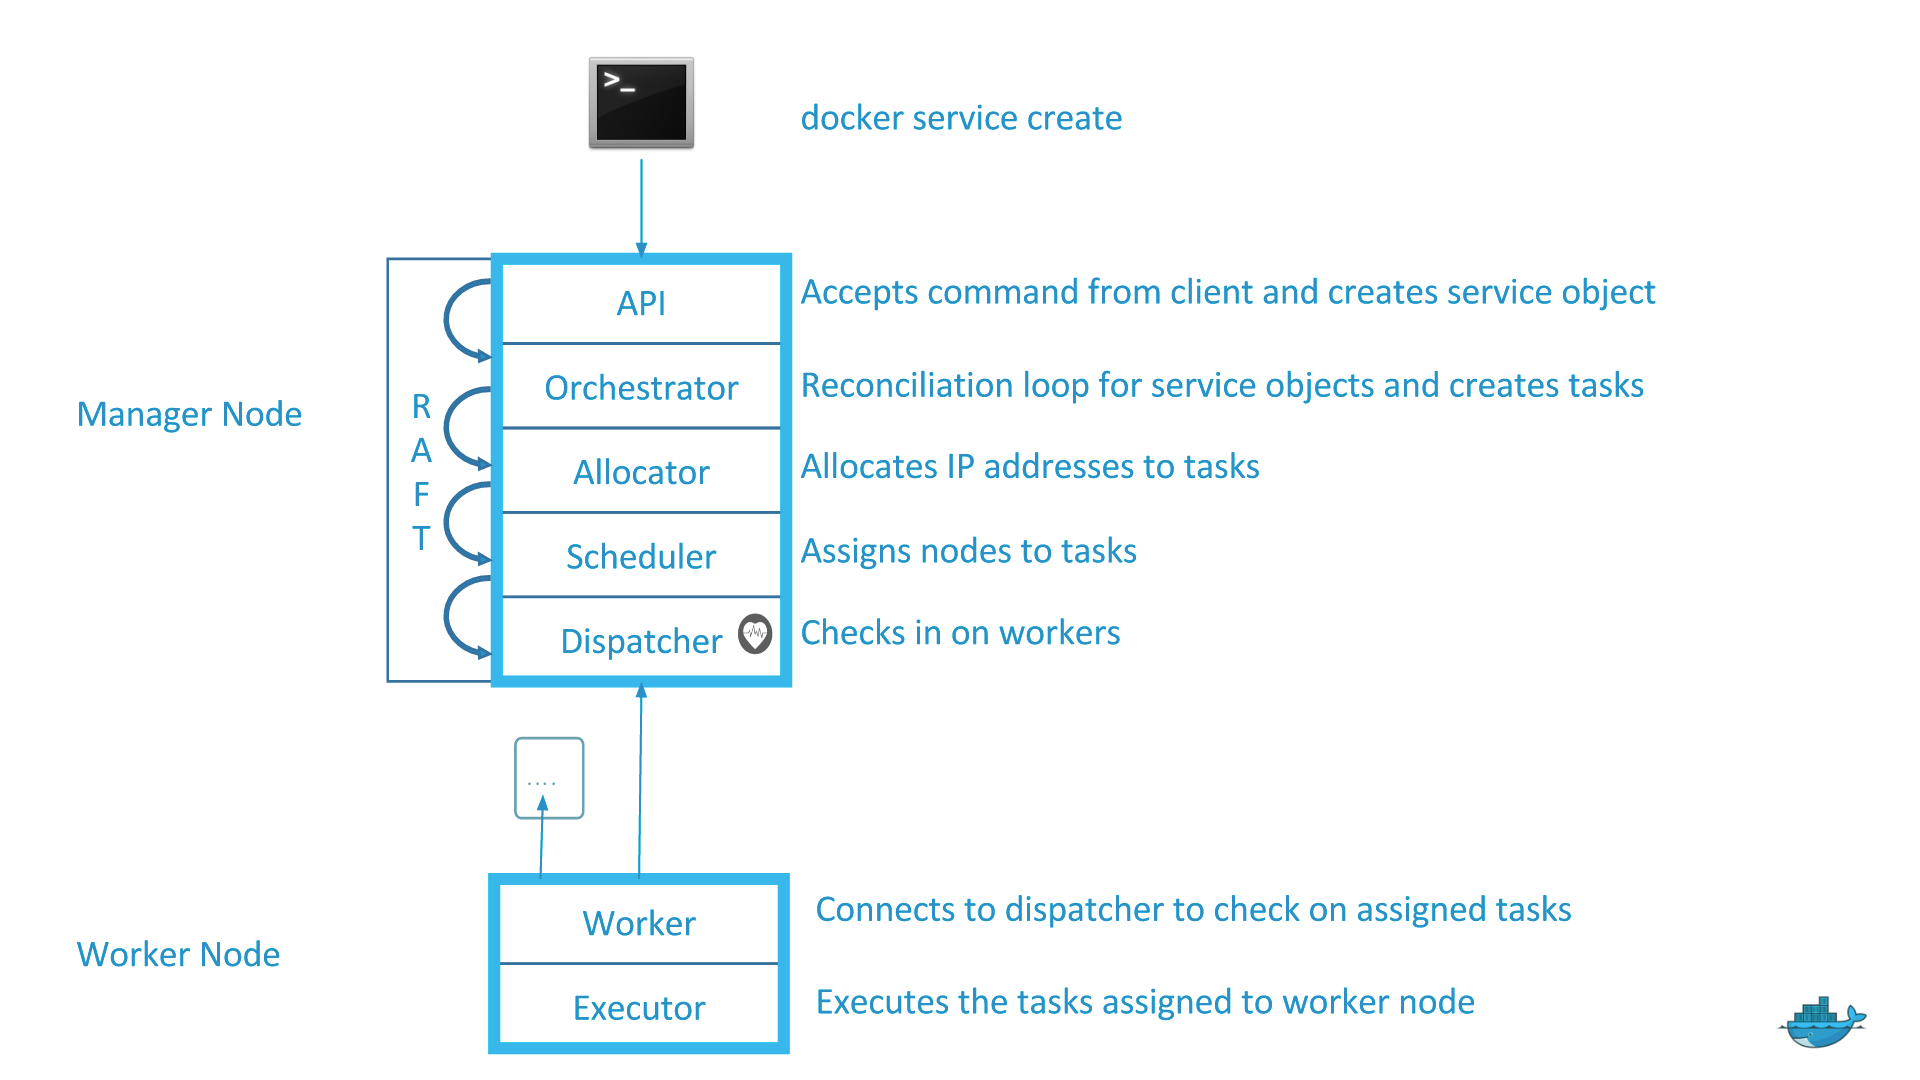 >_
docker service create
API
Accepts command from client and creates service object
Orchestrator
Reconciliation loop for service objects and creates tasks
Manager Node
R
A
F
T
Allocator
Allocates IP addresses to tasks
Scheduler
Assigns nodes to tasks
Dispatcher
Checks in on workers
....
Worker
Connects to dispatcher to check on assigned tasks
Worker Node
Executor
Executes the tasks assigned to worker node